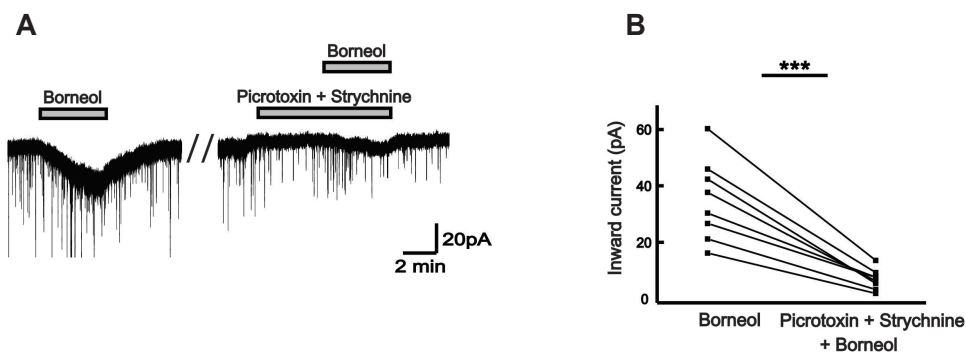 A
Borneol
Borneol
Picrotoxin + Strychnine
20pA
2 min
B
***
Inward current (pA)
60
40
20
0
Borneol
Picrotoxin + Strychnine
+ Borneol